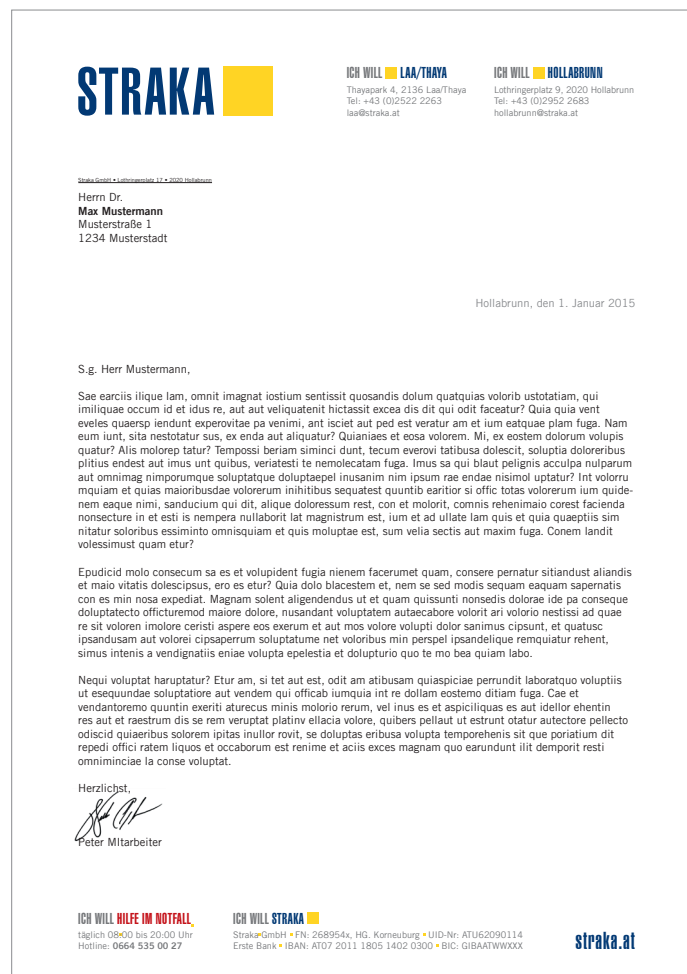 STRAKA
ICH WILL LAA/THAYA
Thayapark 4, 2136 Laa/Thaya
Tel: +43 (0)2522 2263
laa@straka.at
ICH WILL HOLLABRUNN
Lothringerplatz 9, 2020 Hollabrunn
Tel: +43 (0)2952 2683
hollabrunn@straka.at
Straka GmbH • Lothringerplatz 17 • 2020 Hollabrunn
Herrn Dr.
Max Mustermann
Musterstraße 1
1234 Musterstadt
Hollabrunn, den 1. Januar 2015
S.g. Herr Mustermann,
Sae earciis ilique lam, omnit imagnat iostium sentissit quosandis dolum quatquias volorib ustotatiam, qui
imiliquae occum id et idus re, aut aut veliquatenit hictassit excea dis dit qui odit faceatur? Quia quia vent
eveles quaersp iendunt experovitae pa venimi, ant isciet aut ped est veratur am et ium eatquae plam fuga. Nam
eum iunt, sita nestotatur sus, ex enda aut aliquatur? Quianiaes et eosa volorem. Mi, ex eostem dolorum volupis
quatur? Alis molorep tatur? Tempossi beriam siminci dunt, tecum everovi tatibusa dolescit, soluptia doloreribus
plitius endest aut imus unt quibus, veriatesti te nemolecatam fuga. Imus sa qui blaut pelignis acculpa nulparum
aut omnimag nimporumque soluptatque doluptaepel inusanim nim ipsum rae endae nisimol uptatur? Int volorru
mquiam et quias maioribusdae volorerum inihitibus sequatest quuntib earitior si offic totas volorerum ium quide-
nem eaque nimi, sanducium qui dit, alique doloressum rest, con et molorit, comnis rehenimaio corest facienda
nonsecture in et esti is nempera nullaborit lat magnistrum est, ium et ad ullate lam quis et quia quaeptiis sim
nitatur soloribus essiminto omnisquiam et quis moluptae est, sum velia sectis aut maxim fuga. Conem landit
volessimust quam etur?
Epudicid molo consecum sa es et volupident fugia nienem facerumet quam, consere pernatur sitiandust aliandis
et maio vitatis dolescipsus, ero es etur? Quia dolo blacestem et, nem se sed modis sequam eaquam sapernatis
con es min nosa expediat. Magnam solent aligendendus ut et quam quissunti nonsedis dolorae ide pa conseque
doluptatecto officturemod maiore dolore, nusandant voluptatem autaecabore volorit ari volorio nestissi ad quae
re sit voloren imolore ceristi aspere eos exerum et aut mos volore volupti dolor sanimus cipsunt, et quatusc
ipsandusam aut volorei cipsaperrum soluptatume net voloribus min perspel ipsandelique remquiatur rehent,
simus intenis a vendignatiis eniae volupta epelestia et dolupturio quo te mo bea quiam labo.
Nequi voluptat haruptatur? Etur am, si tet aut est, odit am atibusam quiaspiciae perrundit laboratquo voluptiis
ut esequundae soluptatiore aut vendem qui officab iumquia int re dollam eostemo ditiam fuga. Cae et
vendantoremo quuntin exeriti aturecus minis molorio rerum, vel inus es et aspiciliquas es aut idellor ehentin
res aut et raestrum dis se rem veruptat platinv ellacia volore, quibers pellaut ut estrunt otatur autectore pellecto
odiscid quiaeribus solorem ipitas inullor rovit, se doluptas eribusa volupta temporehenis sit que poriatium dit
repedi offici ratem liquos et occaborum est renime et aciis exces magnam quo earundunt ilit demporit resti
omniminciae la conse voluptat.
Herzlichst,
Peter MItarbeiter
ICH WILL HILFE IM NOTFALL
täglich 08:00 bis 20:00 Uhr
Hotline: 0664 535 00 27
ICH WILL STRAKA
Straka GmbH ▪ FN: 268954x, HG. Korneuburg ▪ UID-Nr: ATU62090114
Erste Bank ▪ IBAN: AT07 2011 1805 1402 0300 ▪ BIC: GIBAATWWXXX
straka.at